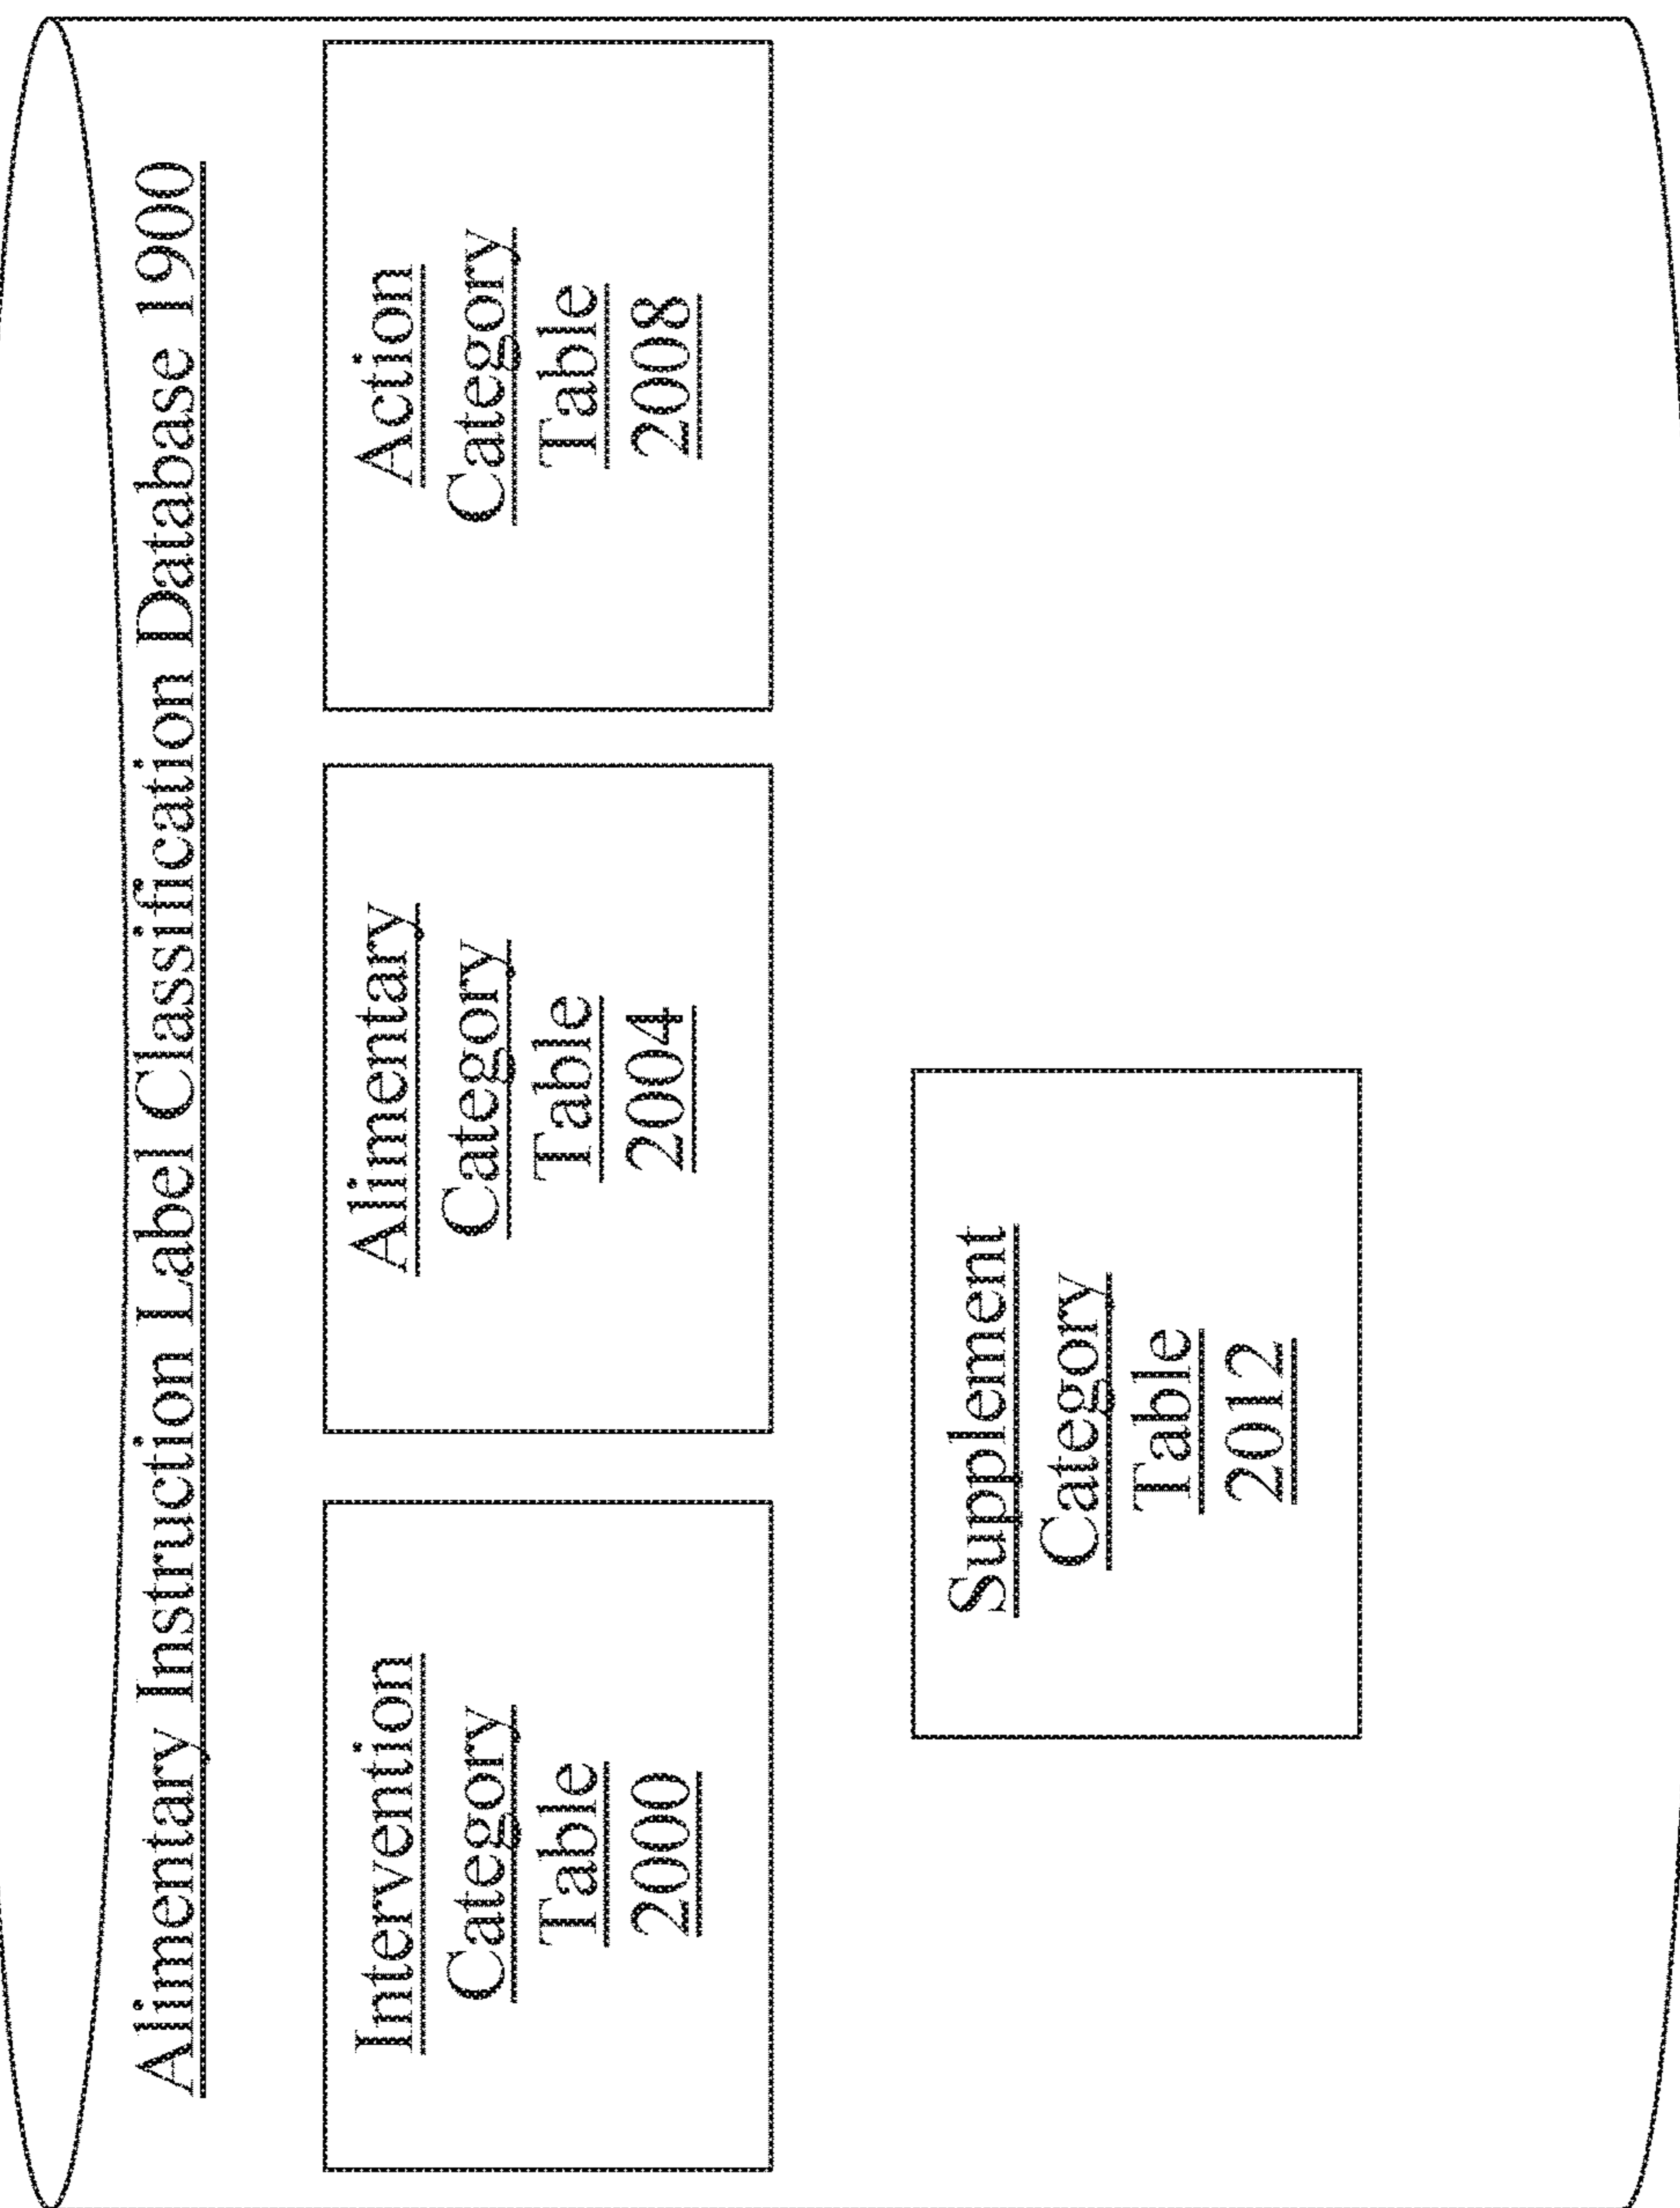 Alimentary Instruction Label Classification Database 1900
Intervention
Category
Table
2000
Alimentary
Category
Table
2004
Action
Category
Table
2008
Supplement
Category
Table
2012